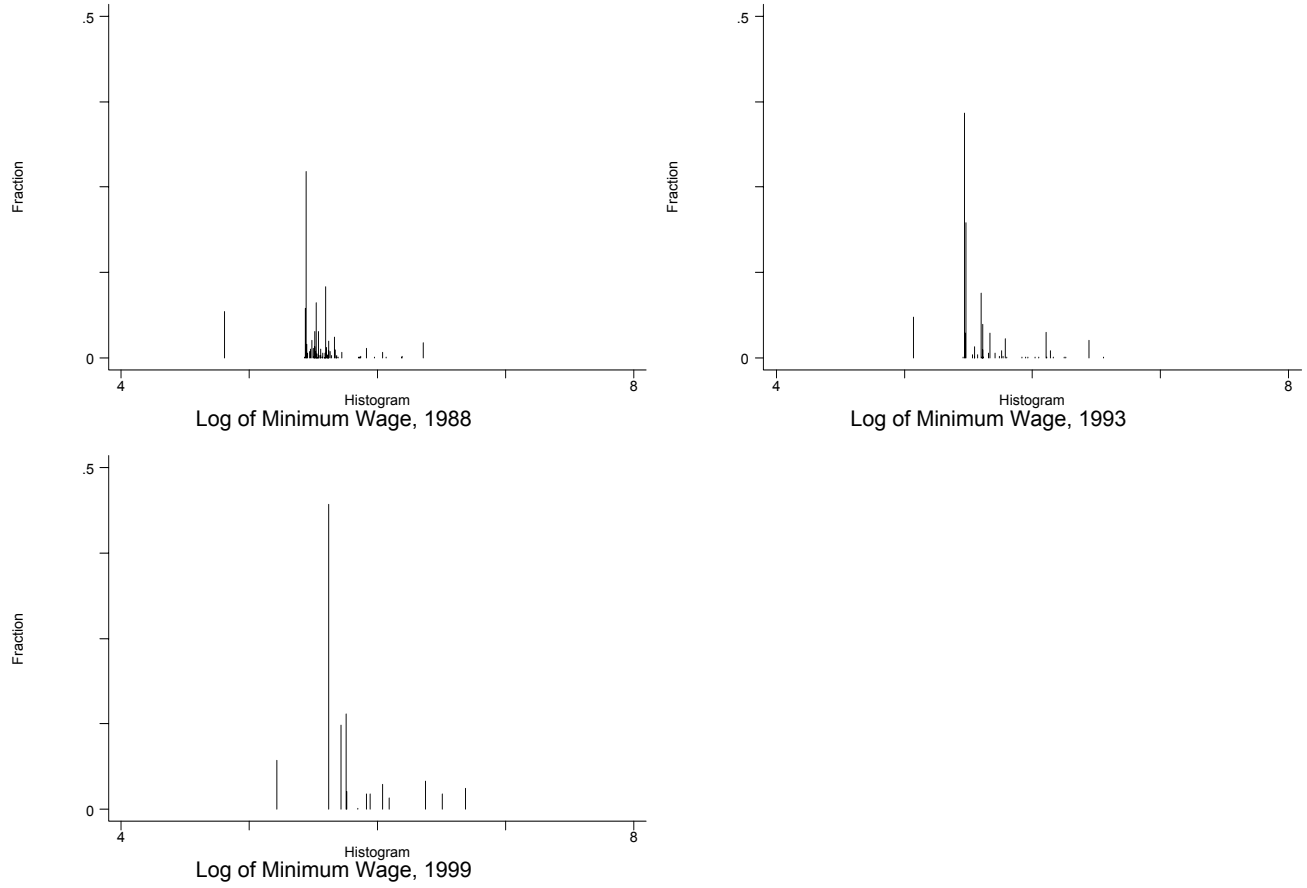 .5
Fraction
0
4
8
Histogram
Log of Minimum Wage, 1988
.5
Fraction
0
4
8
Histogram
Log of Minimum Wage, 1993
.5
Fraction
0
4
8
Histogram
Log of Minimum Wage, 1999